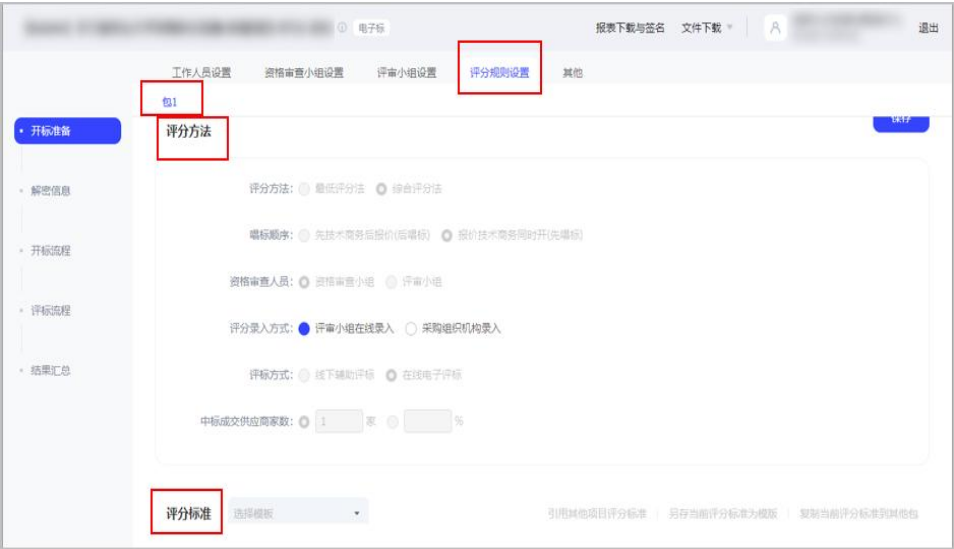 电子标 报表下载与签名 文件下载 退出
工作人员设置 资格审查小组设置 评审小组设置 评分规则设置 其他
包1
开标准备
评分方法
保存
评分方法: 最低评分法 综合评分法
解密信息
唱标顺序: 先技术商务后报价(后唱标) 报价技术商务同时开(先唱标)
开标流程
资格审查人员: 资格审查小组 评审小组
评标流程
评分录入方式: 评审小组在线录入 采购组织机构录入
结果汇总
评标方式: 线下辅助评标 在线电子评标
中标成交供应商家数: 1 家 %
评分标准 选择模板 引用其他项目评分标准 另存当前评分标准为模版 复制当前评分标准到其他包